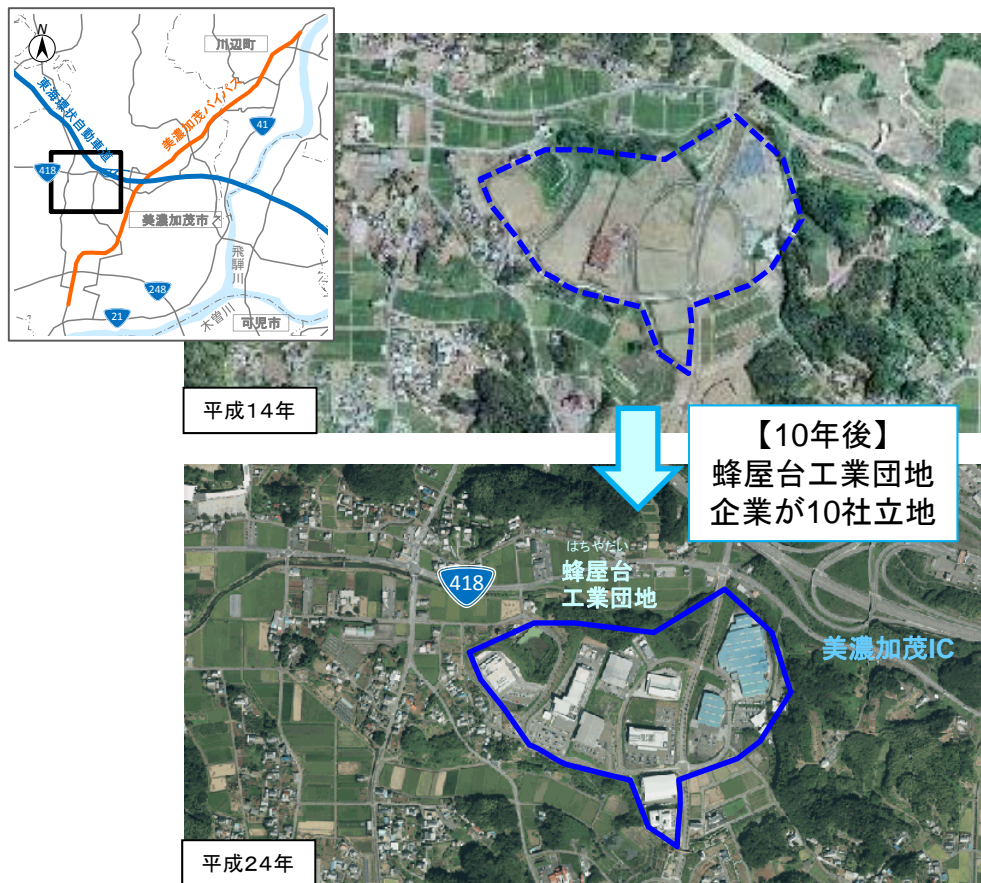 N
川辺町
東海環状自動車道
美濃加茂バイパス
41
418
美濃加茂市
飛騨川
248
21
木曽川
可児市
平成14年
【10年後】
蜂屋台工業団地
企業が10社立地
418
はちやだい
蜂屋台
工業団地
美濃加茂IC
平成24年